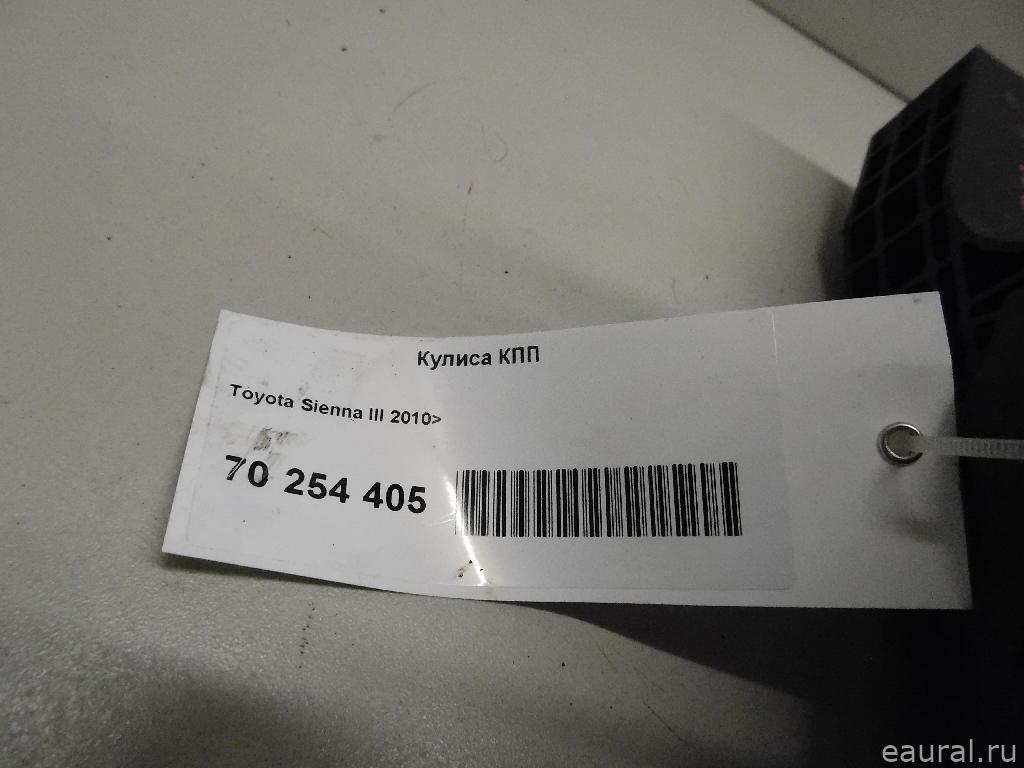 Кулиса КПП
Toyota Sienna III 2010>
70 254 405
eaural.ru